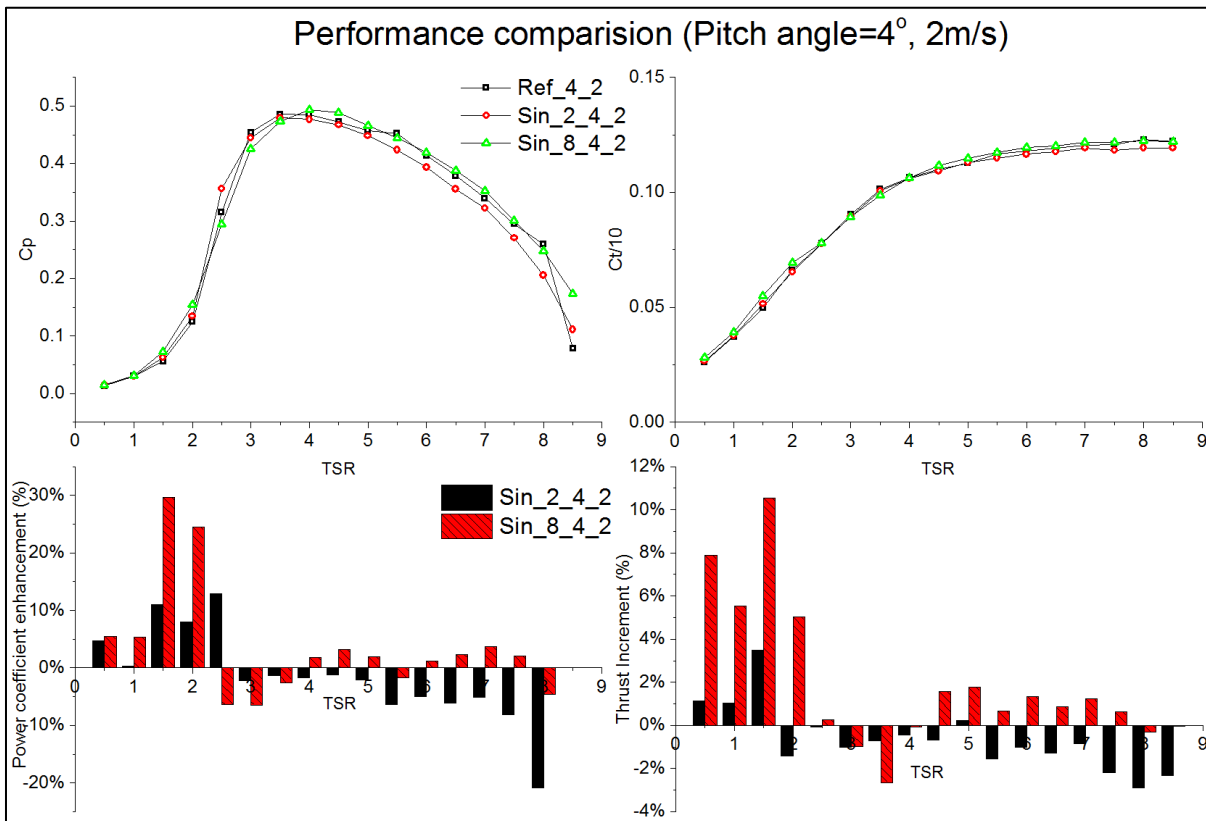 Performance comparision (Pitch angle=4°, 2m/s)
Ref_4_2
Sin_2_4_2
Sin_8_4_2
0.5
0.4
0.3
0.2
0.1
0.0
Cp
0 1 2 3 4 5 6 7 8 9
TSR
0.15
0.10
0.05
0.00
Ct/10
0 1 2 3 4 5 6 7 8 9
TSR
Sin_2_4_2
Sin_8_4_2
30%
20%
10%
0%
-10%
-20%
Power coefficient enhancement (%)
0 1 2 3 4 5 6 7 8 9
TSR
12%
10%
8%
6%
4%
2%
0%
-2%
-4%
Thrust Increment (%)
0 1 2 3 4 5 6 7 8 9
TSR